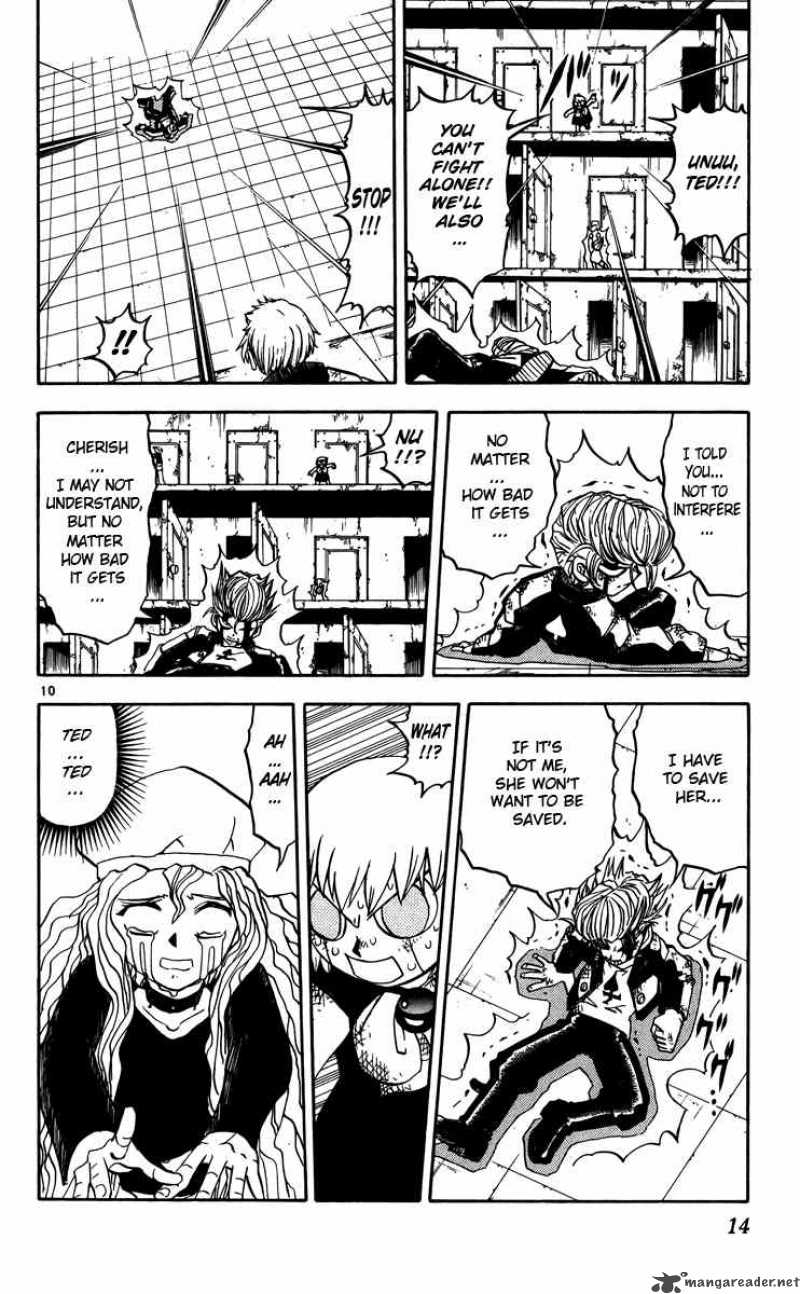 UNUU,
TED!!!
YOU
CAN'T
FIGHT
ALONE!!
WE'LL
ALSO
...
STOP
!!!
!!
I TOLD
YOU...
NOT TO
INTERFERE
...
NO
MATTER
...
HOW BAD
IT GETS
...
NU
!!?
CHERISH
...
I MAY NOT
UNDERSTAND,
BUT NO
MATTER
HOW BAD
IT GETS
...
10
I HAVE
TO SAVE
HER...
IF IT'S
NOT ME,
SHE WON'T
WANT TO BE
SAVED.
WHAT
!!?
AH
...
AAH
...
TED
...
TED
...
14
mangareader.net